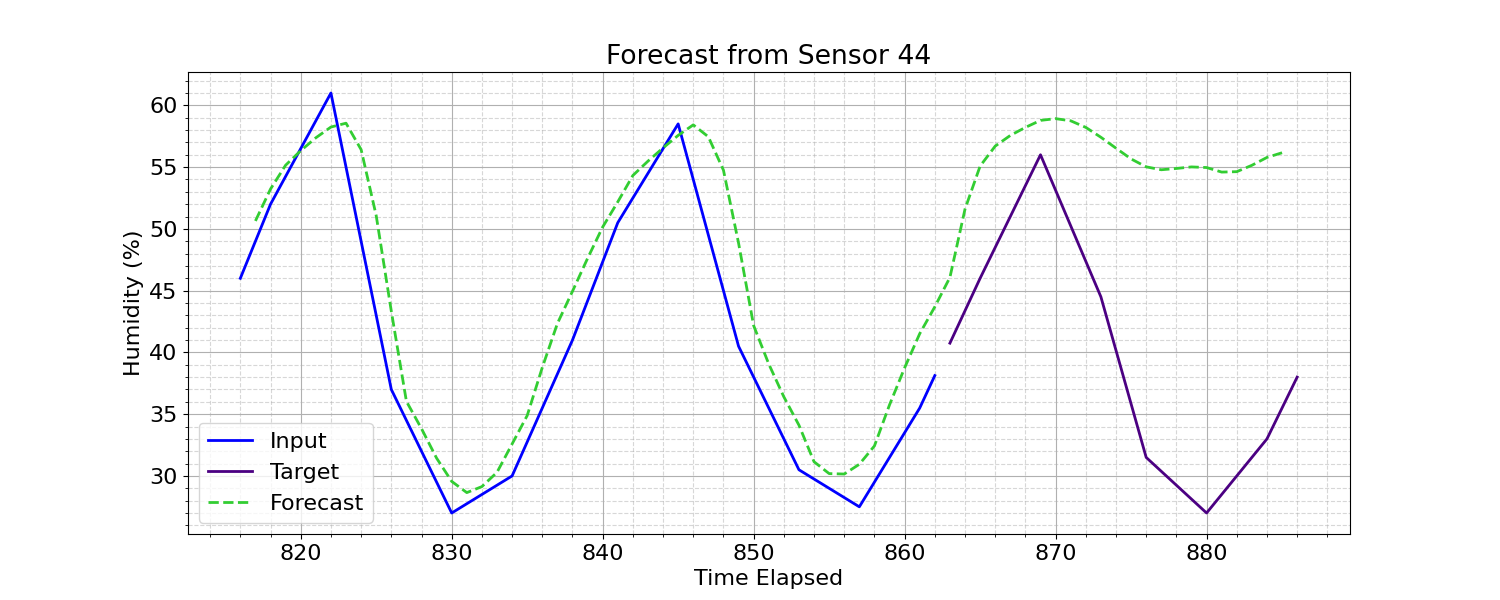 Forecast from Sensor 44
Humidity (%)
60
55
50
45
40
35
30
Input
Target
Forecast
820 830 840 850 860 870 880
Time Elapsed